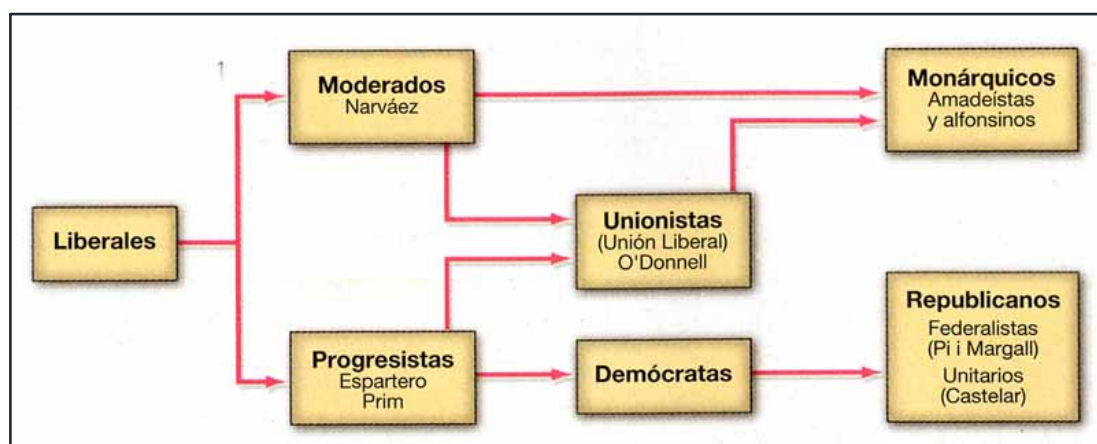 Liberales
Moderados
Narváez
Progresistas
Espartero
Prim
Unionistas
(Unión Liberal)
O'Donnell
Demócratas
Monárquicos
Amadeístas
y alfonsinos
Republicanos
Federalistas
(Pi i Margall)
Unitarios
(Castelar)